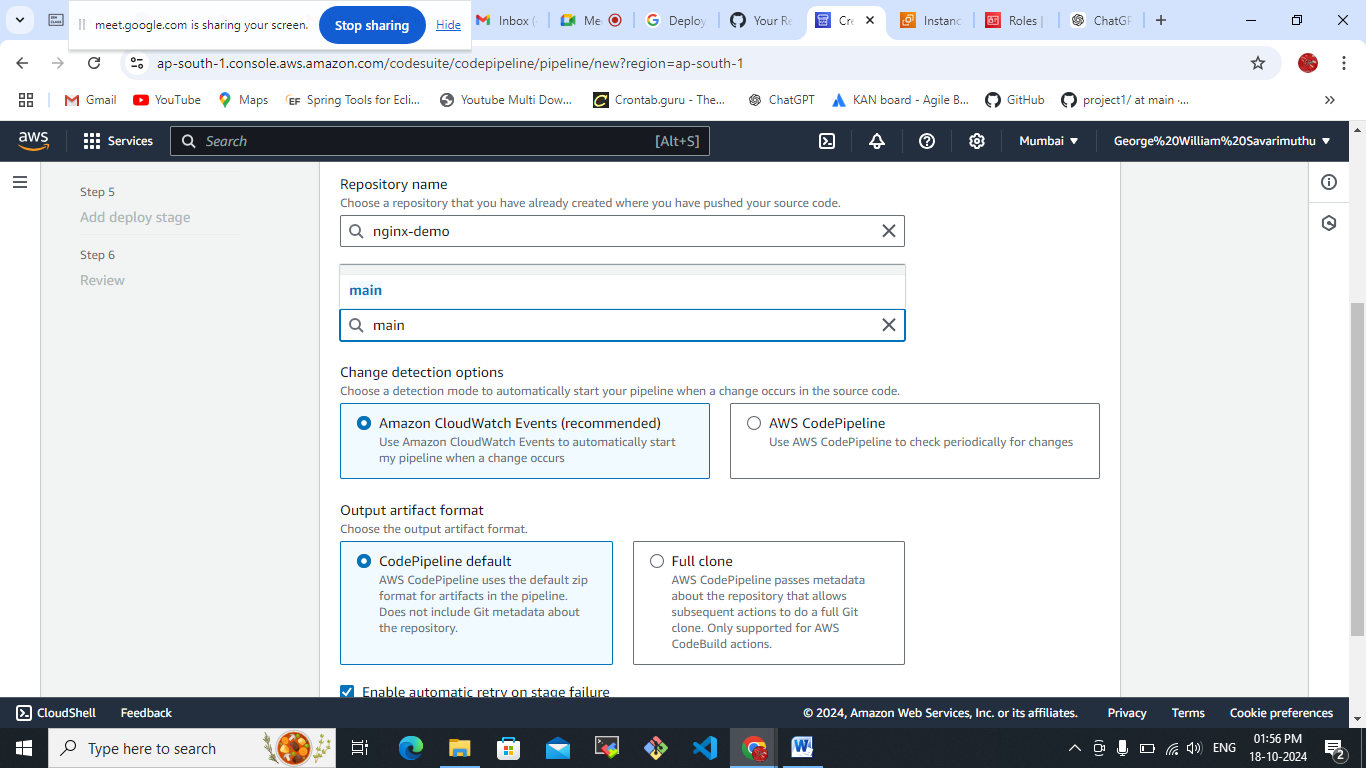 meet.google.com is sharing your screen.
Stop sharing
Hide
Inbox (
Me
Deploy
Your Re
Cre
Instanc
Roles |
ChatGP
ap-south-1.console.aws.amazon.com/codesuite/codepipeline/pipeline/new?region=ap-south-1
Gmail
YouTube
Maps
EF Spring Tools for Ecli...
Youtube Multi Dow...
Crontab.guru - The...
ChatGPT
KAN board - Agile B...
GitHub
project1/ at main ·...
aws
Services
Search
[Alt+S]
Mumbai
George%20William%20Savarimuthu
Step 5
Add deploy stage
Step 6
Review
Repository name
Choose a repository that you have already created where you have pushed your source code.
nginx-demo
main
main
Change detection options
Choose a detection mode to automatically start your pipeline when a change occurs in the source code.
Amazon CloudWatch Events (recommended)
Use Amazon CloudWatch Events to automatically start
my pipeline when a change occurs
AWS CodePipeline
Use AWS CodePipeline to check periodically for changes
Output artifact format
Choose the output artifact format.
CodePipeline default
AWS CodePipeline uses the default zip
format for artifacts in the pipeline.
Does not include Git metadata about
the repository.
Full clone
AWS CodePipeline passes metadata
about the repository that allows
subsequent actions to do a full Git
clone. Only supported for AWS
CodeBuild actions.
Enable automatic retry on stage failure
CloudShell
Feedback
© 2024, Amazon Web Services, Inc. or its affiliates.
Privacy
Terms
Cookie preferences
Type here to search
ENG
01:56 PM
18-10-2024
2